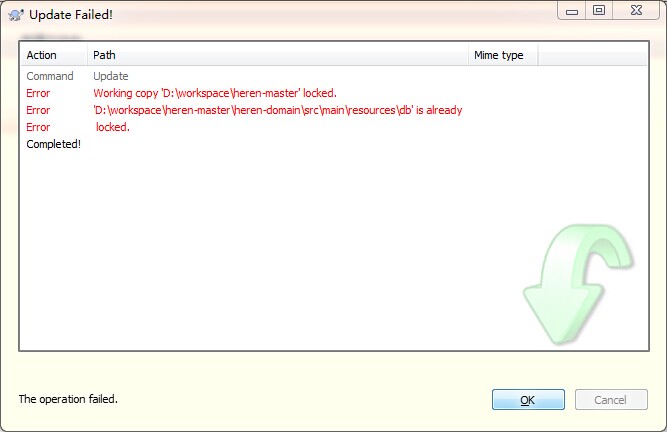 Update Failed!
Action Path Mime type
Command Update
Error Working copy 'D:\workspace\heren-master' locked.
Error 'D:\workspace\heren-master\heren-domain\src\main\resources\db' is already
Error locked.
Completed!
The operation failed.
OK Cancel